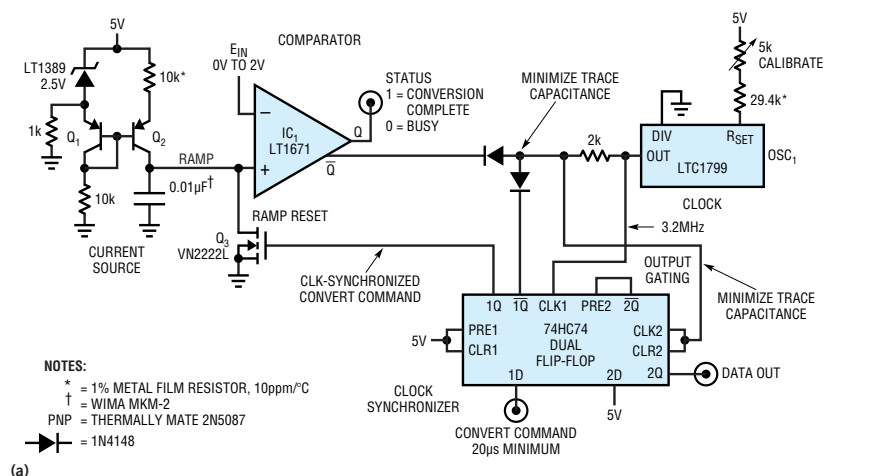 5V
LT1389
2.5V
10k*
1k
Q1
Q2
10k
RAMP
0.01µF†
CURRENT
SOURCE
EIN
0V TO 2V
COMPARATOR
−
+
IC1
LT1671
Q
Q̅
STATUS
1 = CONVERSION
COMPLETE
0 = BUSY
MINIMIZE TRACE
CAPACITANCE
5V
5k
CALIBRATE
29.4k*
2k
DIV
RSET
OUT
LTC1799
OSC1
CLOCK
3.2MHz
RAMP RESET
Q3
VN2222L
CLK-SYNCHRONIZED
CONVERT COMMAND
OUTPUT
GATING
MINIMIZE TRACE
CAPACITANCE
1Q
1Q̅
CLK1
PRE2
2Q̅
5V
PRE1
CLR1
74HC74
DUAL
FLIP-FLOP
CLK2
CLR2
1D
2D
2Q
DATA OUT
CLOCK
SYNCHRONIZER
5V
CONVERT COMMAND
20µs MINIMUM
NOTES:
* = 1% METAL FILM RESISTOR, 10ppm/°C
† = WIMA MKM-2
PNP = THERMALLY MATE 2N5087
= 1N4148
(a)